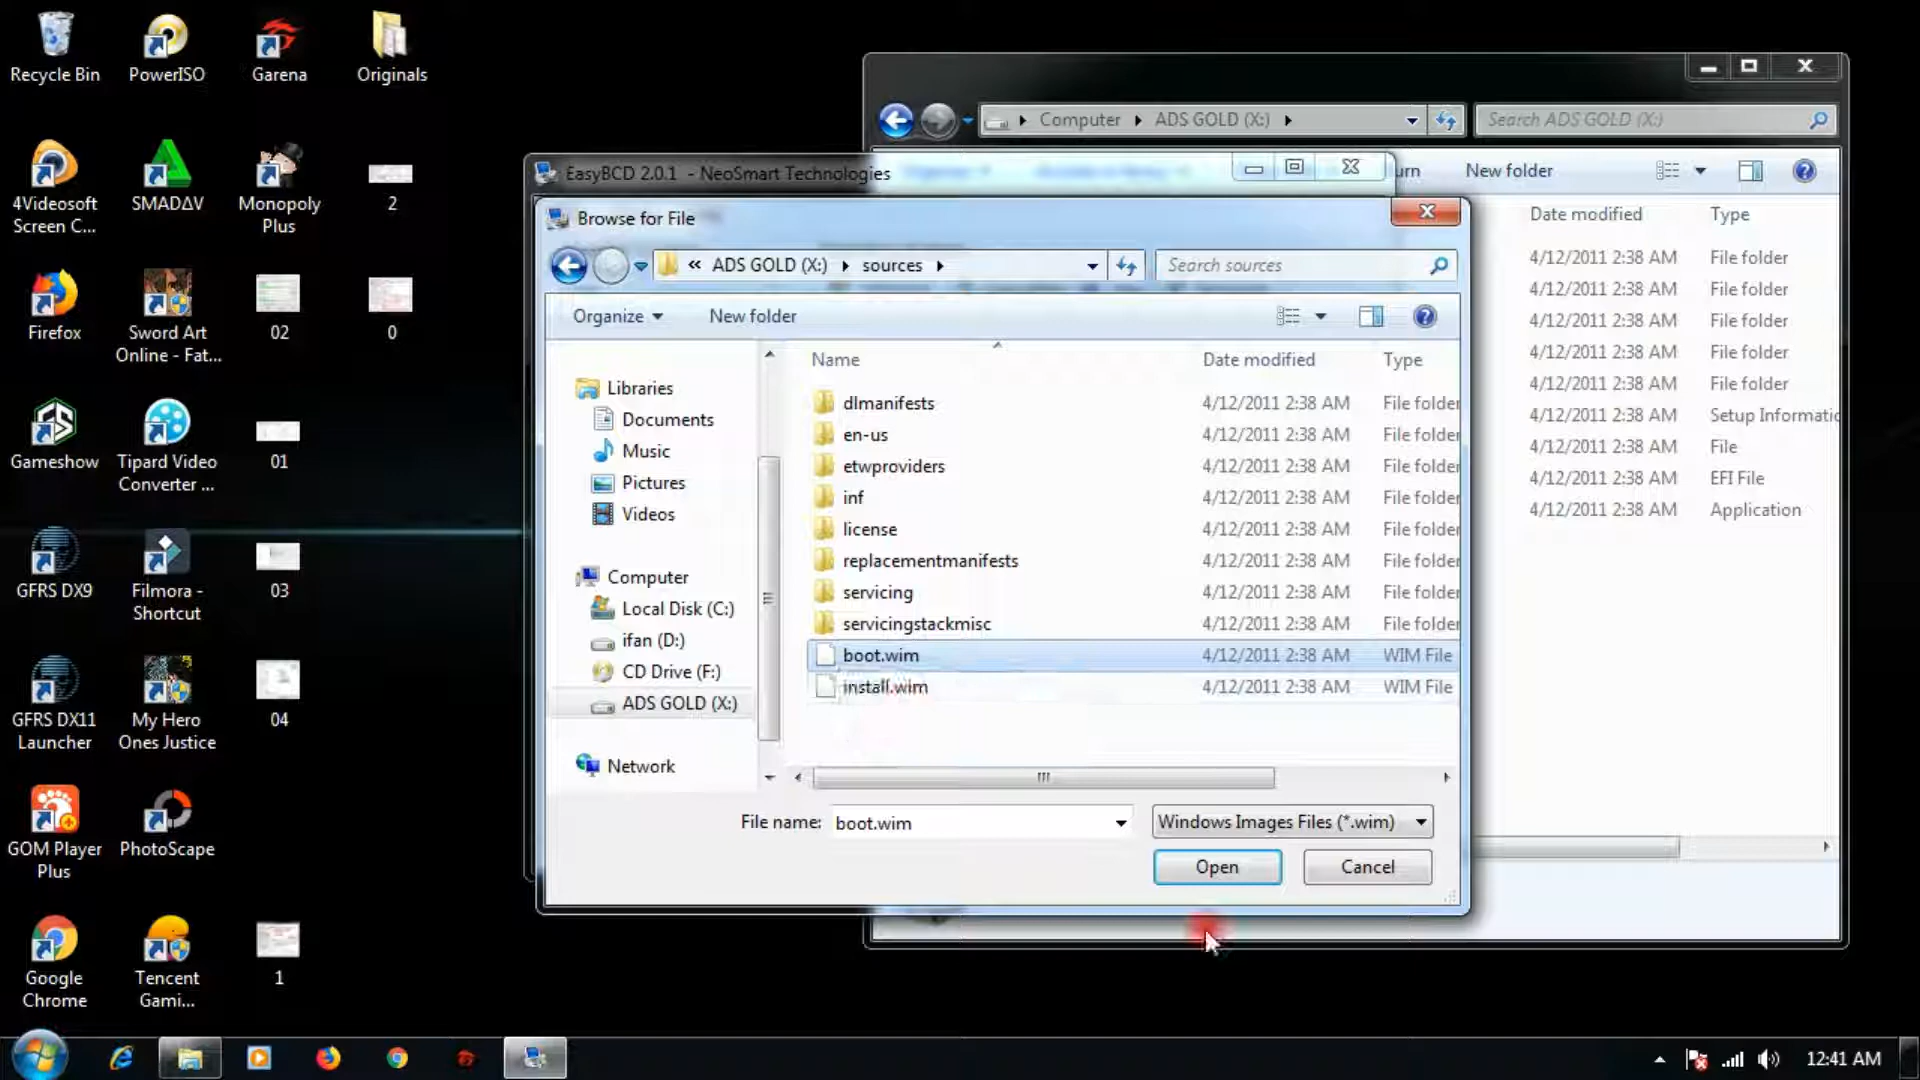 Recycle Bin
PowerISO
Garena
Originals
4Videosoft
Screen C...
SMADΔV
Monopoly
Plus
2
Firefox
Sword Art
Online - Fat...
02
0
Gameshow
Tipard Video
Converter ...
01
GFRS DX9
Filmora -
Shortcut
03
GFRS DX11
Launcher
My Hero
Ones Justice
04
GOM Player
Plus
PhotoScape
Google
Chrome
Tencent
Gami...
1
Computer ADS GOLD (X:)
Search ADS GOLD (X:)
New folder
Date modified Type
4/12/2011 2:38 AM File folder
4/12/2011 2:38 AM File folder
4/12/2011 2:38 AM File folder
4/12/2011 2:38 AM File folder
4/12/2011 2:38 AM File folder
4/12/2011 2:38 AM Setup Informatic
4/12/2011 2:38 AM File
4/12/2011 2:38 AM EFI File
4/12/2011 2:38 AM Application
EasyBCD 2.0.1 - NeoSmart Technologies
Browse for File
« ADS GOLD (X:) sources
Search sources
Organize New folder
Libraries
Documents
Music
Pictures
Videos
Computer
Local Disk (C:)
ifan (D:)
CD Drive (F:)
ADS GOLD (X:)
Network
Name Date modified Type
dlmanifests 4/12/2011 2:38 AM File folder
en-us 4/12/2011 2:38 AM File folder
etwproviders 4/12/2011 2:38 AM File folder
inf 4/12/2011 2:38 AM File folder
license 4/12/2011 2:38 AM File folder
replacementmanifests 4/12/2011 2:38 AM File folder
servicing 4/12/2011 2:38 AM File folder
servicingstackmisc 4/12/2011 2:38 AM File folder
boot.wim 4/12/2011 2:38 AM WIM File
install.wim 4/12/2011 2:38 AM WIM File
File name: boot.wim
Windows Images Files (*.wim)
Open Cancel
12:41 AM